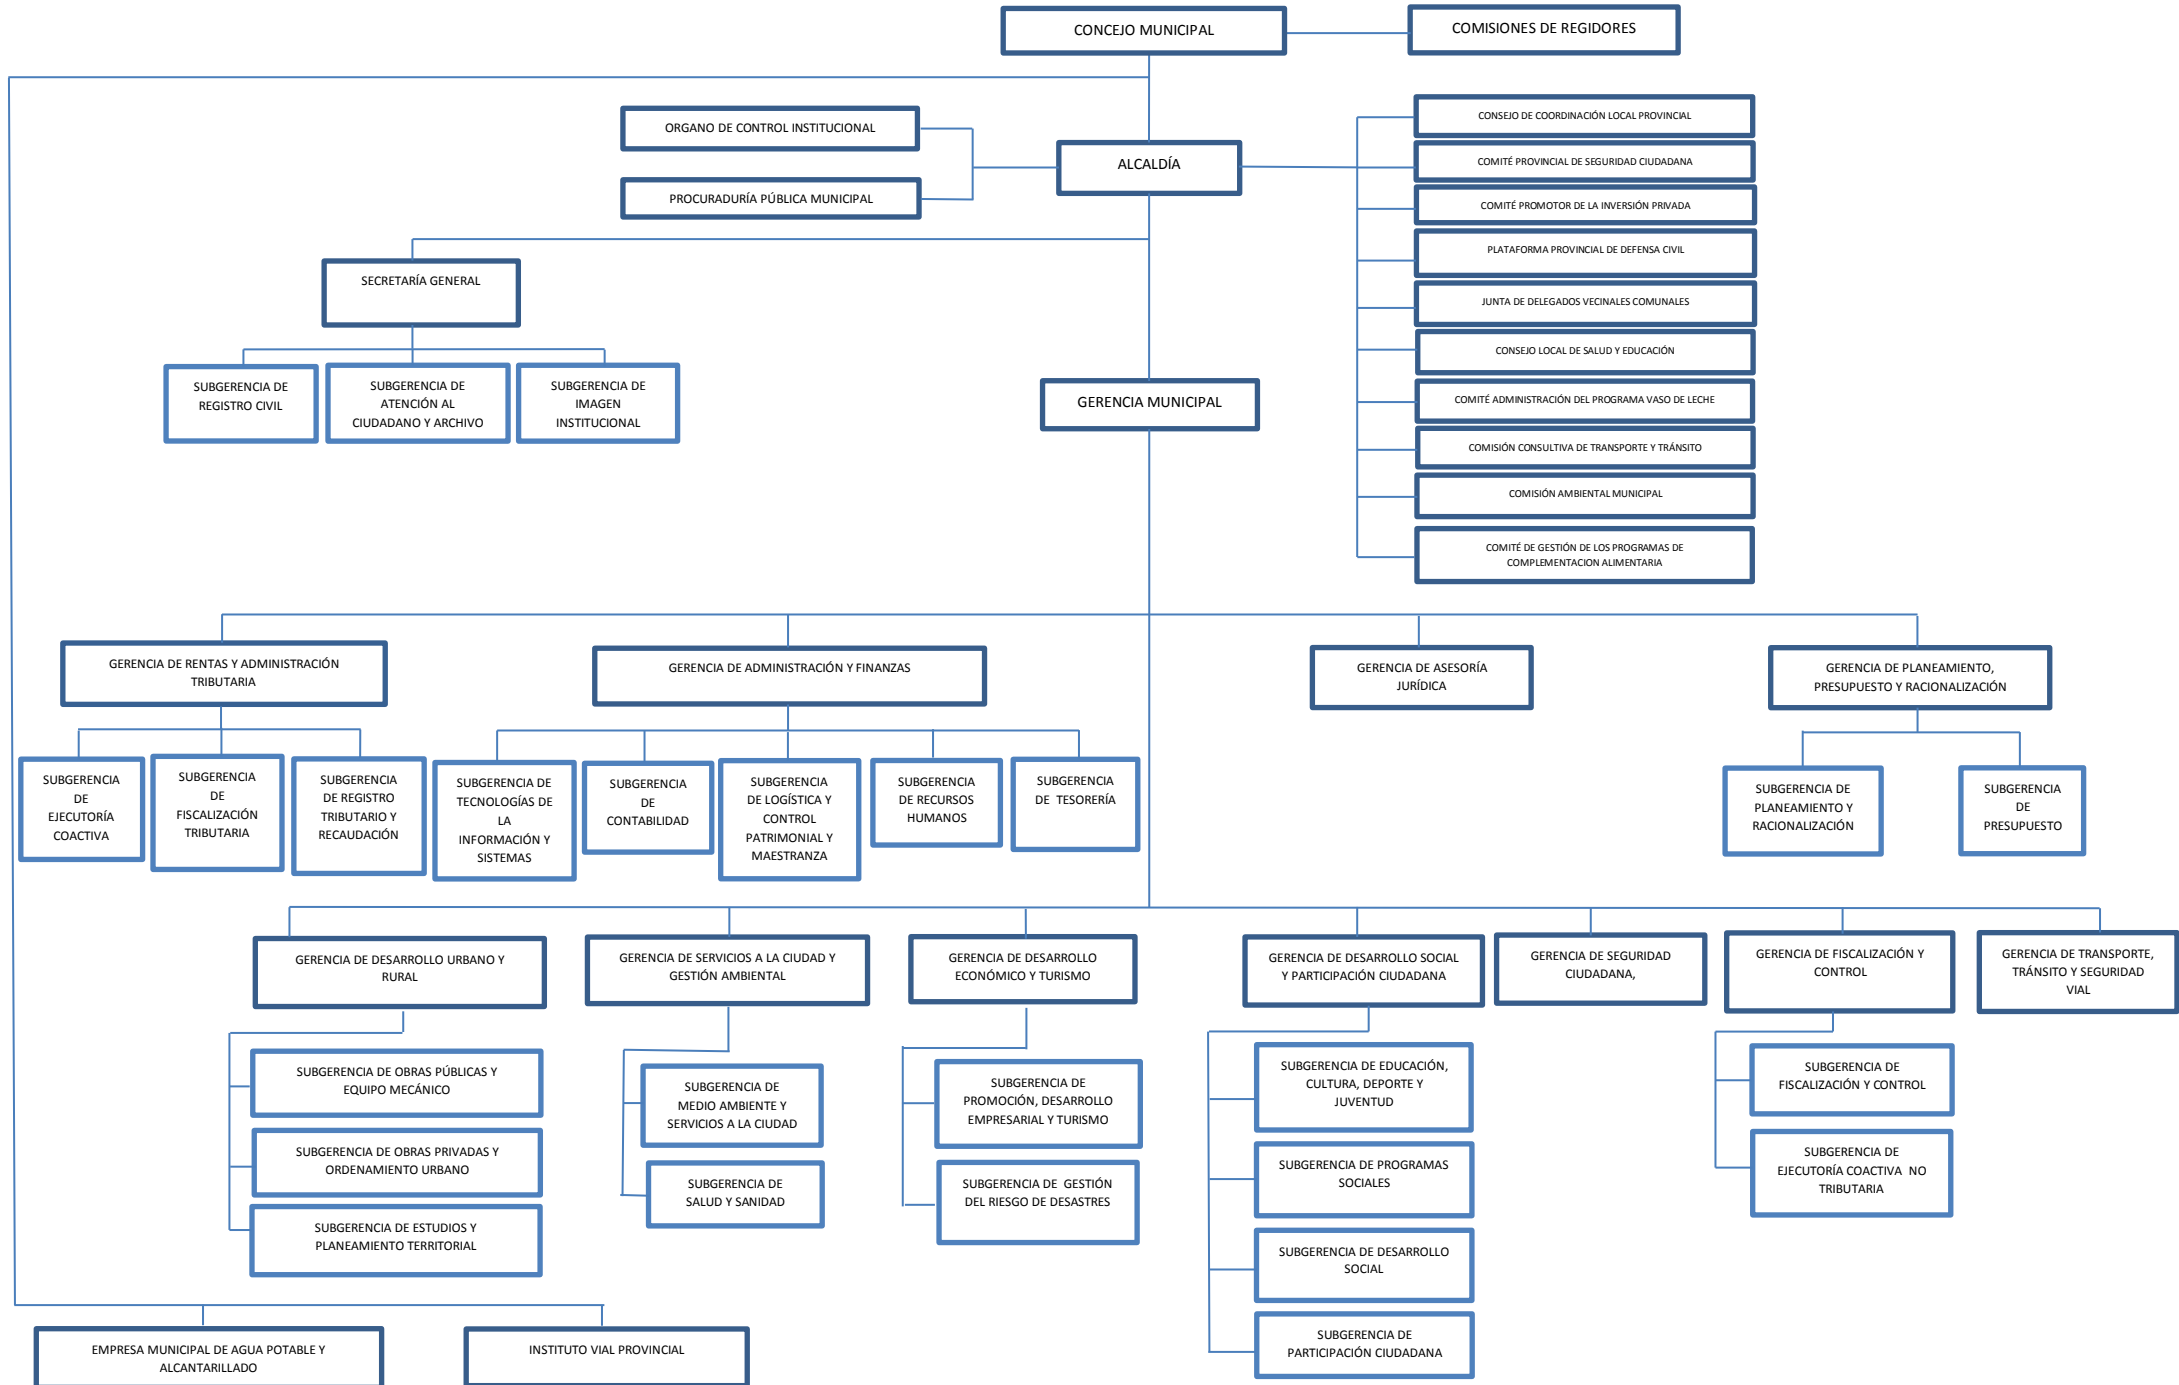 CONCEJO MUNICIPAL
COMISIONES DE REGIDORES
ORGANO DE CONTROL INSTITUCIONAL
PROCURADURÍA PÚBLICA MUNICIPAL
ALCALDÍA
CONSEJO DE COORDINACIÓN LOCAL PROVINCIAL
COMITÉ PROVINCIAL DE SEGURIDAD CIUDADANA
COMITÉ PROMOTOR DE LA INVERSIÓN PRIVADA
PLATAFORMA PROVINCIAL DE DEFENSA CIVIL
JUNTA DE DELEGADOS VECINALES COMUNALES
CONSEJO LOCAL DE SALUD Y EDUCACIÓN
COMITÉ ADMINISTRACIÓN DEL PROGRAMA VASO DE LECHE
COMISIÓN CONSULTIVA DE TRANSPORTE Y TRÁNSITO
COMISIÓN AMBIENTAL MUNICIPAL
COMITÉ DE GESTIÓN DE LOS PROGRAMAS DE
COMPLEMENTACION ALIMENTARIA
SECRETARÍA GENERAL
SUBGERENCIA DE
REGISTRO CIVIL
SUBGERENCIA DE
ATENCIÓN AL
CIUDADANO Y ARCHIVO
SUBGERENCIA DE
IMAGEN
INSTITUCIONAL
GERENCIA MUNICIPAL
GERENCIA DE RENTAS Y ADMINISTRACIÓN
TRIBUTARIA
GERENCIA DE ADMINISTRACIÓN Y FINANZAS
GERENCIA DE ASESORÍA
JURÍDICA
GERENCIA DE PLANEAMIENTO,
PRESUPUESTO Y RACIONALIZACIÓN
SUBGERENCIA
DE
EJECUTORÍA
COACTIVA
SUBGERENCIA
DE
FISCALIZACIÓN
TRIBUTARIA
SUBGERENCIA
DE REGISTRO
TRIBUTARIO Y
RECAUDACIÓN
SUBGERENCIA DE
TECNOLOGÍAS DE
LA
INFORMACIÓN Y
SISTEMAS
SUBGERENCIA
DE
CONTABILIDAD
SUBGERENCIA
DE LOGÍSTICA Y
CONTROL
PATRIMONIAL Y
MAESTRANZA
SUBGERENCIA
DE RECURSOS
HUMANOS
SUBGERENCIA
DE TESORERÍA
SUBGERENCIA DE
PLANEAMIENTO Y
RACIONALIZACIÓN
SUBGERENCIA
DE
PRESUPUESTO
GERENCIA DE DESARROLLO URBANO Y
RURAL
GERENCIA DE SERVICIOS A LA CIUDAD Y
GESTIÓN AMBIENTAL
GERENCIA DE DESARROLLO
ECONÓMICO Y TURISMO
GERENCIA DE DESARROLLO SOCIAL
Y PARTICIPACIÓN CIUDADANA
GERENCIA DE SEGURIDAD
CIUDADANA,
GERENCIA DE FISCALIZACIÓN Y
CONTROL
GERENCIA DE TRANSPORTE,
TRÁNSITO Y SEGURIDAD
VIAL
SUBGERENCIA DE OBRAS PÚBLICAS Y
EQUIPO MECÁNICO
SUBGERENCIA DE OBRAS PRIVADAS Y
ORDENAMIENTO URBANO
SUBGERENCIA DE ESTUDIOS Y
PLANEAMIENTO TERRITORIAL
SUBGERENCIA DE
MEDIO AMBIENTE Y
SERVICIOS A LA CIUDAD
SUBGERENCIA DE
SALUD Y SANIDAD
SUBGERENCIA DE
PROMOCIÓN, DESARROLLO
EMPRESARIAL Y TURISMO
SUBGERENCIA DE GESTIÓN
DEL RIESGO DE DESASTRES
SUBGERENCIA DE EDUCACIÓN,
CULTURA, DEPORTE Y
JUVENTUD
SUBGERENCIA DE PROGRAMAS
SOCIALES
SUBGERENCIA DE DESARROLLO
SOCIAL
SUBGERENCIA DE
PARTICIPACIÓN CIUDADANA
SUBGERENCIA DE
FISCALIZACIÓN Y CONTROL
SUBGERENCIA DE
EJECUTORÍA COACTIVA NO
TRIBUTARIA
EMPRESA MUNICIPAL DE AGUA POTABLE Y
ALCANTARILLADO
INSTITUTO VIAL PROVINCIAL